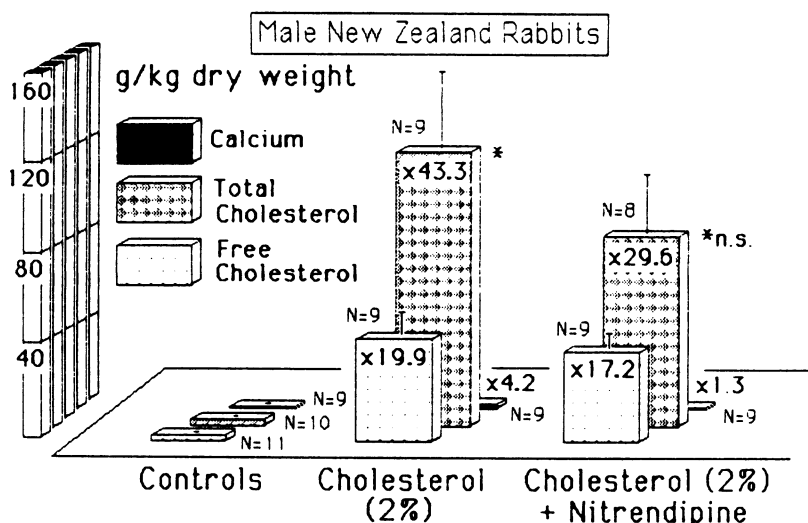 Male New Zealand Rabbits
g/kg dry weight
160
120
80
40
Calcium
Total
Cholesterol
Free
Cholesterol
N=9
N=10
N=11
N=9
x43.3
*
N=9
x19.9
x4.2
N=9
N=8
x29.6
*n.s.
N=9
x17.2
x1.3
N=9
Controls
Cholesterol
(2%)
Cholesterol (2%)
+ Nitrendipine